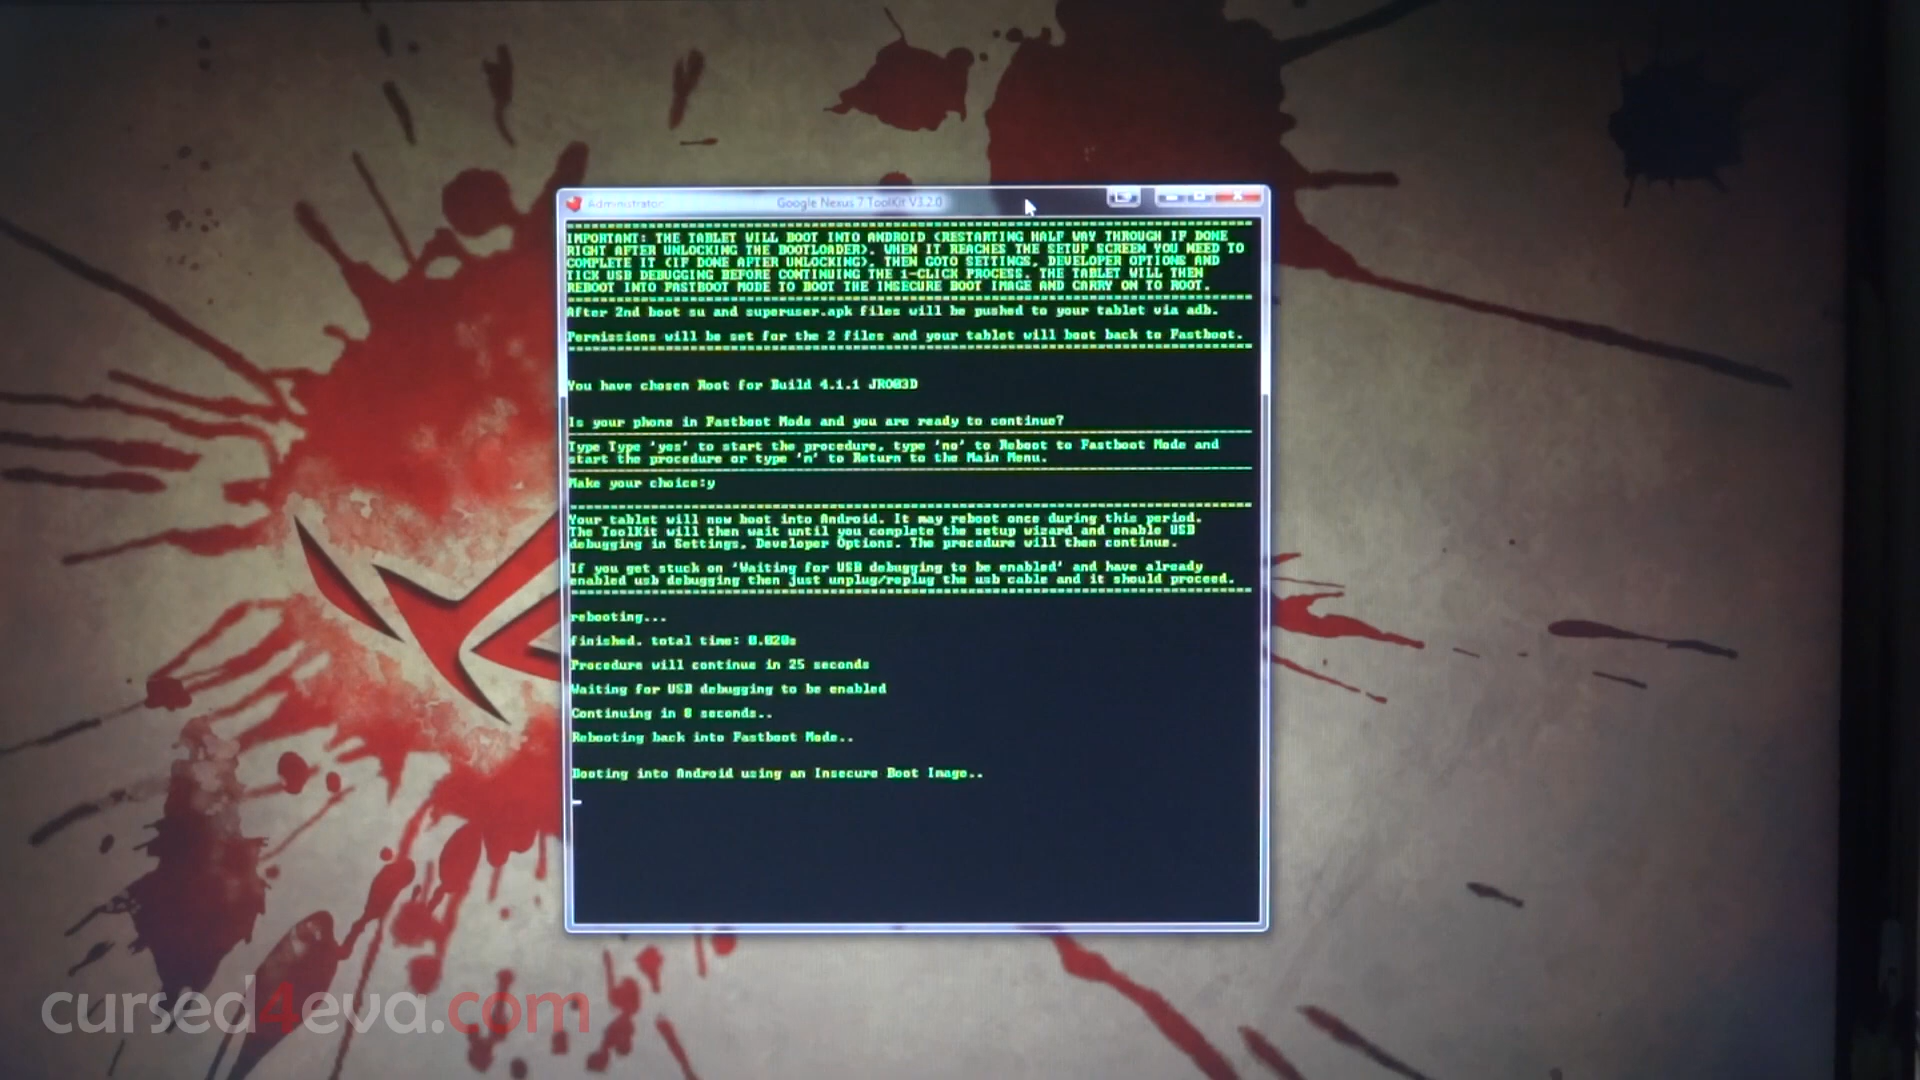 Administrator
Google Nexus 7 ToolKit V3.2.0
IMPORTANT: THE TABLET WILL BOOT INTO ANDROID (RESTARTING HALF WAY THROUGH IF DONE
RIGHT AFTER UNLOCKING THE BOOTLOADER). WHEN IT REACHES THE SETUP SCREEN YOU NEED TO
COMPLETE IT (IF DONE AFTER UNLOCKING). THEN GOTO SETTINGS, DEVELOPER OPTIONS AND
TICK USB DEBUGGING BEFORE CONTINUING THE 1-CLICK PROCESS. THE TABLET WILL THEN
REBOOT INTO FASTBOOT MODE TO BOOT THE INSECURE BOOT IMAGE AND CARRY ON TO ROOT.
After 2nd boot su and superuser.apk files will be pushed to your tablet via adb.
Permissions will be set for the 2 files and your tablet will boot back to Fastboot.
You have chosen Root for Build 4.1.1 JRO03D
Is your phone in Fastboot Mode and you are ready to continue?
Type Type 'yes' to start the procedure, type 'no' to Reboot to Fastboot Mode and
start the procedure or type 'm' to Return to the Main Menu.
Make your choice:y
Your tablet will now boot into Android. It may reboot once during this period.
The ToolKit will then wait until you complete the setup wizard and enable USB
debugging in Settings, Developer Options. The procedure will then continue.
If you get stuck on 'Waiting for USB debugging to be enabled' and have already
enabled usb debugging then just unplug/replug the usb cable and it should proceed.
rebooting...
finished. total time: 0.020s
Procedure will continue in 25 seconds
Waiting for USB debugging to be enabled
Continuing in 0 seconds..
Rebooting back into Fastboot Mode..
Booting into Android using an Insecure Boot Image..
cursed4eva.com